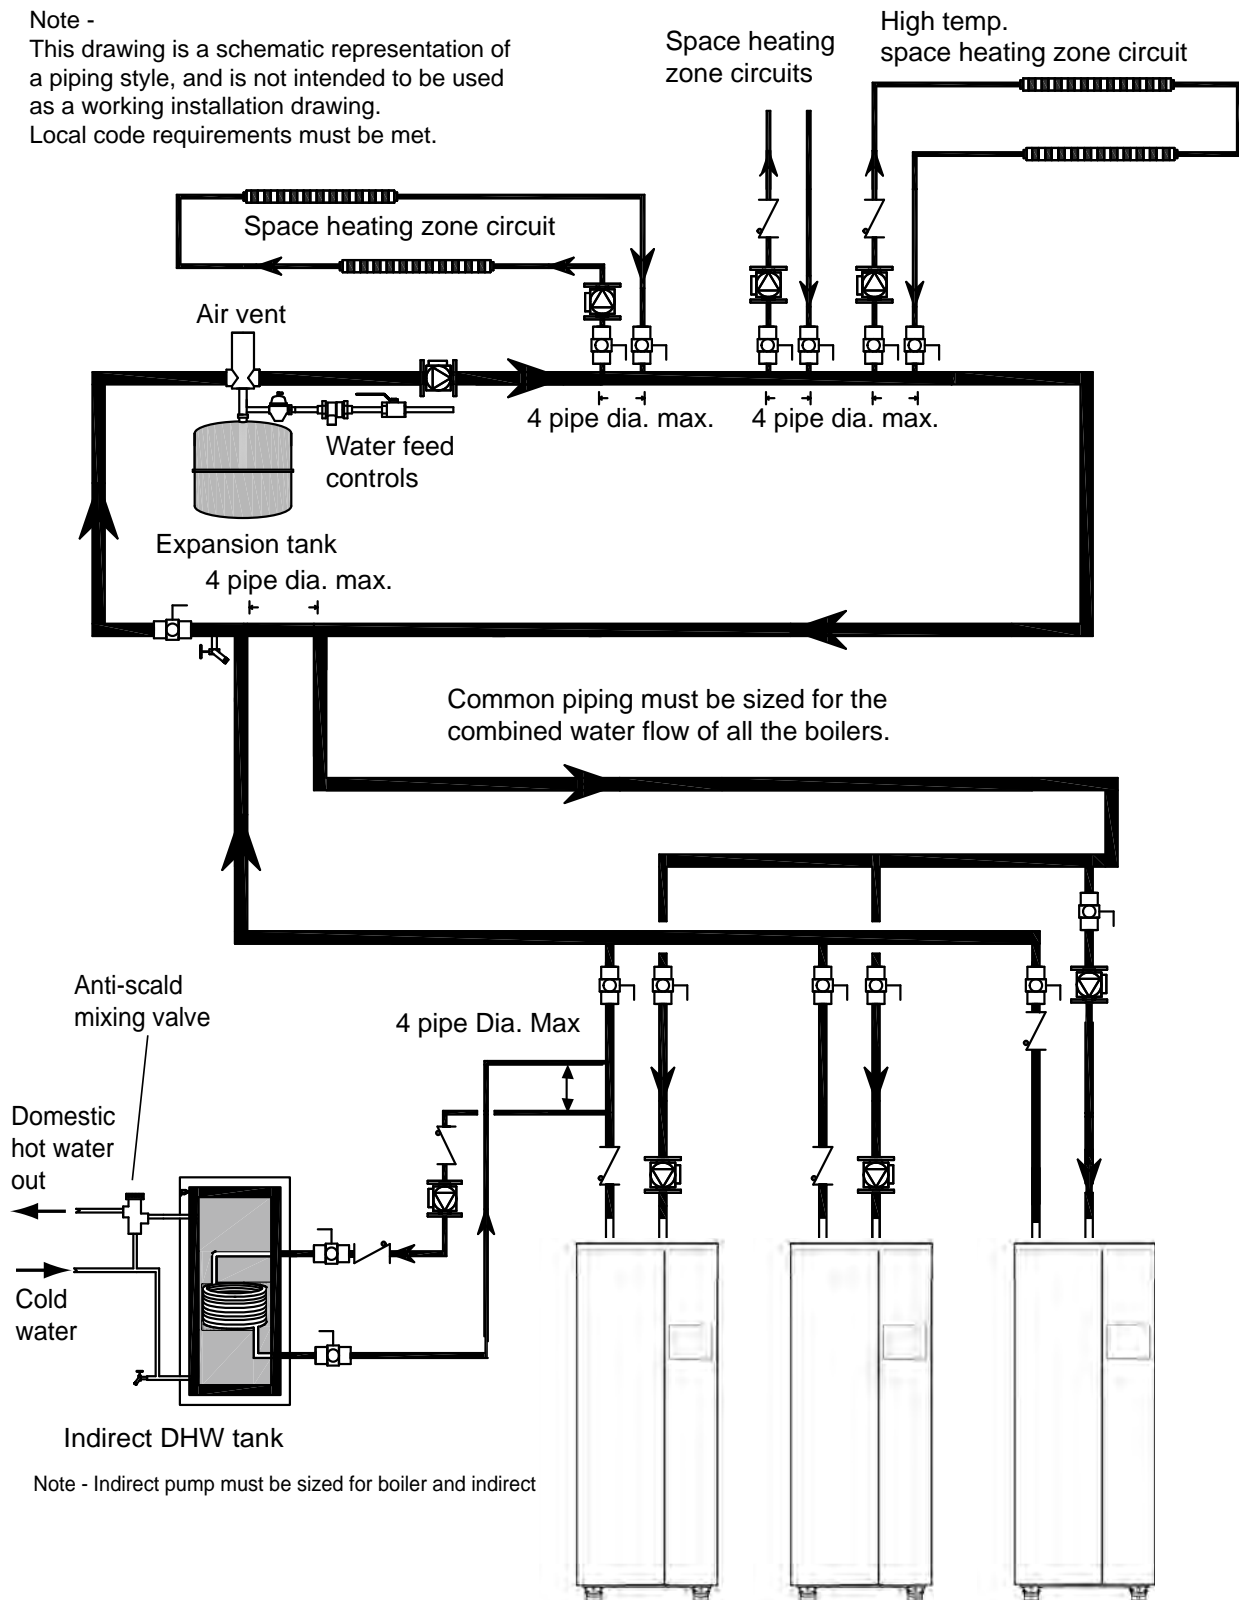 Note -
This drawing is a schematic representation of
a piping style, and is not intended to be used
as a working installation drawing.
Local code requirements must be met.
Space heating
zone circuits
High temp.
space heating zone circuit
Space heating zone circuit
Air vent
4 pipe dia. max.
4 pipe dia. max.
Water feed
controls
Expansion tank
4 pipe dia. max.
Common piping must be sized for the
combined water flow of all the boilers.
Anti-scald
mixing valve
4 pipe Dia. Max
Domestic
hot water
out
Cold
water
Indirect DHW tank
Note - Indirect pump must be sized for boiler and indirect